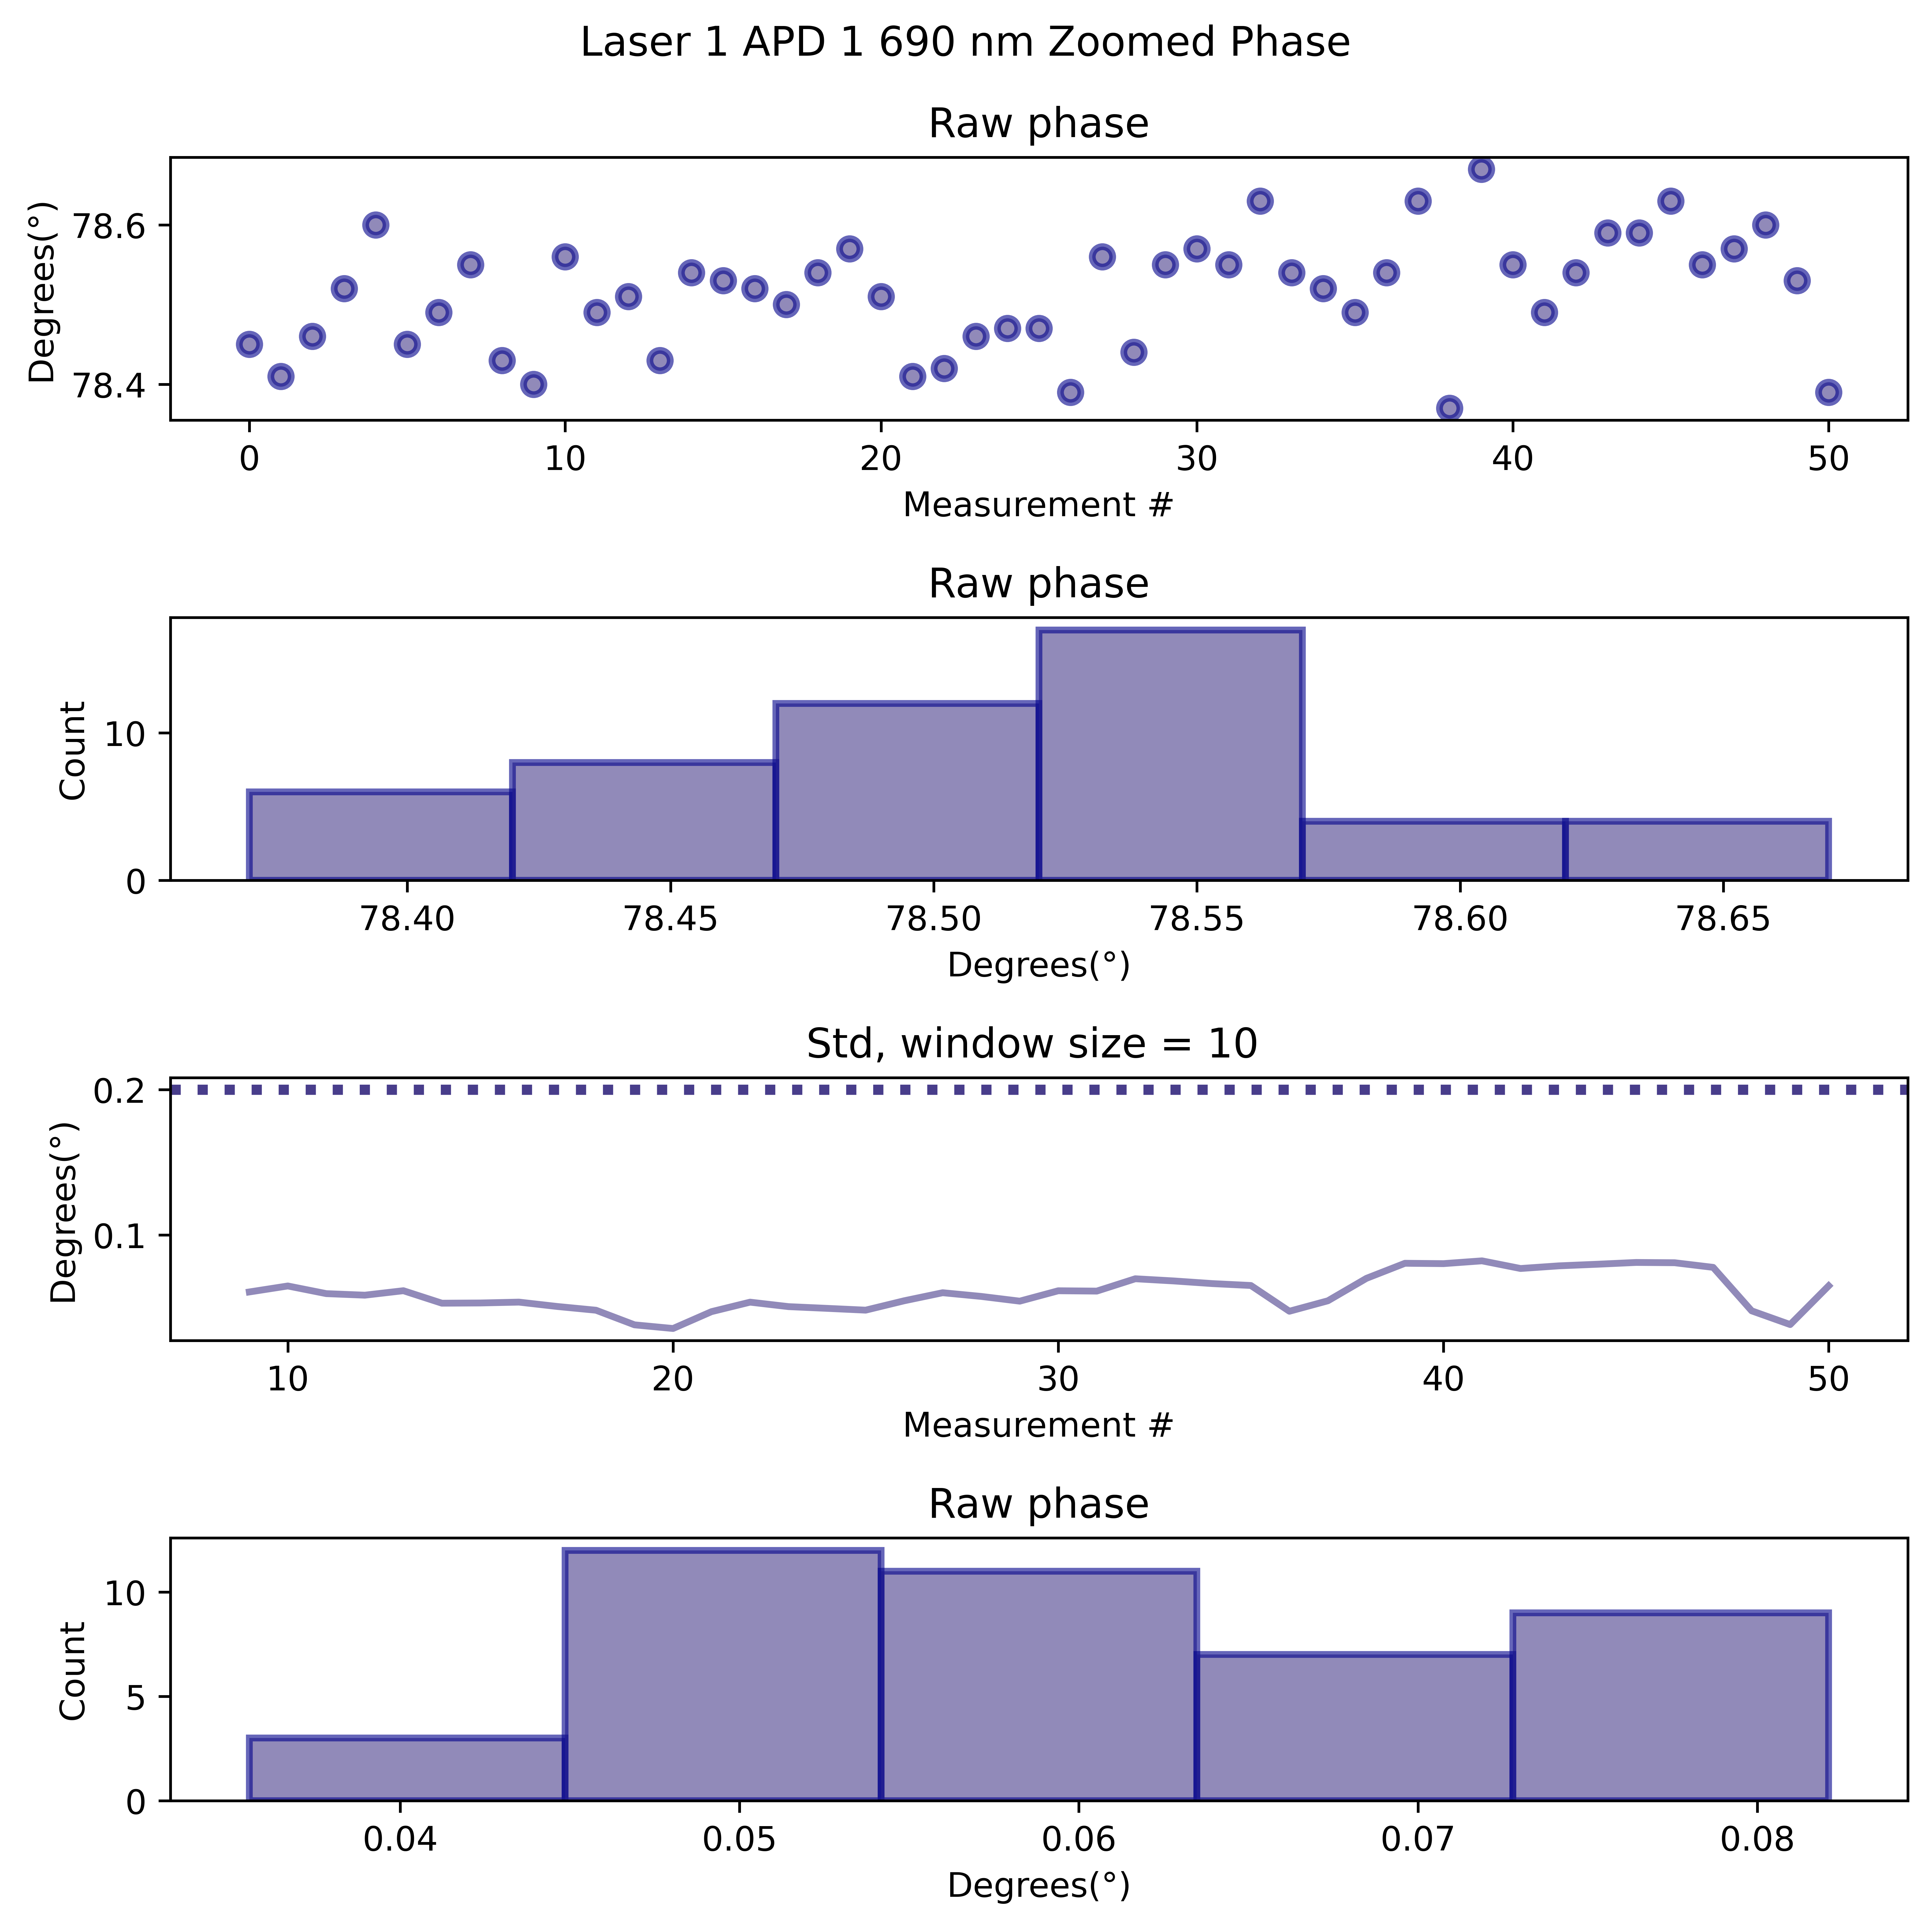 Laser 1 APD 1 690 nm Zoomed Phase
Raw phase
Degrees(°)
78.6
78.4
0 10 20 30 40 50
Measurement #
Raw phase
Count
10
0
78.40 78.45 78.50 78.55 78.60 78.65
Degrees(°)
Std, window size = 10
Degrees(°)
0.2
0.1
10 20 30 40 50
Measurement #
Raw phase
Count
10
5
0
0.04 0.05 0.06 0.07 0.08
Degrees(°)